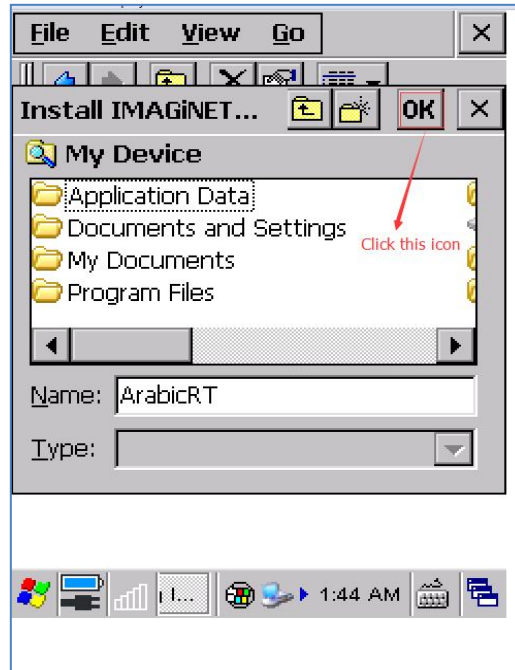 File Edit View Go
Install IMAGiNET... OK
My Device
Application Data
Documents and Settings
My Documents
Program Files
Click this icon
Name: ArabicRT
Type:
I... 1:44 AM